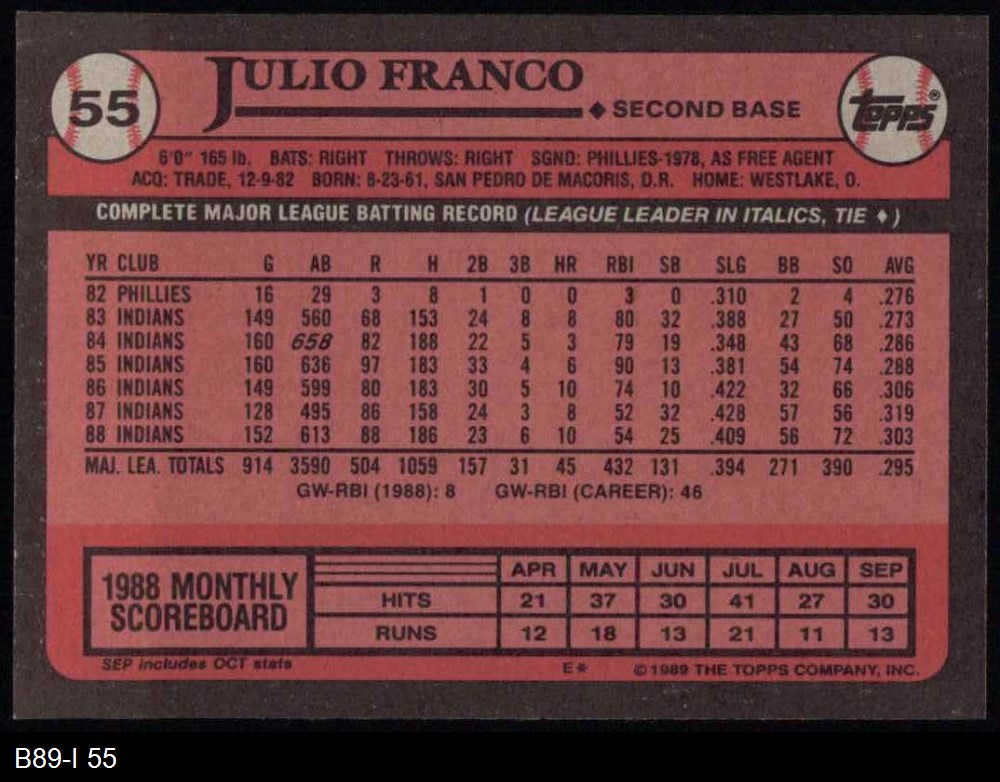 55
JULIO FRANCO
♦ SECOND BASE
TOPPS®
6'0" 165 lb. BATS: RIGHT THROWS: RIGHT SGND: PHILLIES-1978, AS FREE AGENT
ACQ: TRADE, 12-9-82 BORN: 8-23-61, SAN PEDRO DE MACORIS, D.R. HOME: WESTLAKE, O.
COMPLETE MAJOR LEAGUE BATTING RECORD (LEAGUE LEADER IN ITALICS, TIE ♦)
YR CLUB G AB R H 2B 3B HR RBI SB SLG BB SO AVG
82 PHILLIES 16 29 3 8 1 0 0 3 0 .310 2 4 .276
83 INDIANS 149 560 68 153 24 8 8 80 32 .388 27 50 .273
84 INDIANS 160 658 82 188 22 5 3 79 19 .348 43 68 .286
85 INDIANS 160 636 97 183 33 4 6 90 13 .381 54 74 .288
86 INDIANS 149 599 80 183 30 5 10 74 10 .422 32 66 .306
87 INDIANS 128 495 86 158 24 3 8 52 32 .428 57 56 .319
88 INDIANS 152 613 88 186 23 6 10 54 25 .409 56 72 .303
MAJ. LEA. TOTALS 914 3590 504 1059 157 31 45 432 131 .394 271 390 .295
GW-RBI (1988): 8 GW-RBI (CAREER): 46
1988 MONTHLY
SCOREBOARD
APR MAY JUN JUL AUG SEP
HITS 21 37 30 41 27 30
RUNS 12 18 13 21 11 13
SEP includes OCT stats
E* © 1989 THE TOPPS COMPANY, INC.
B89-I 55